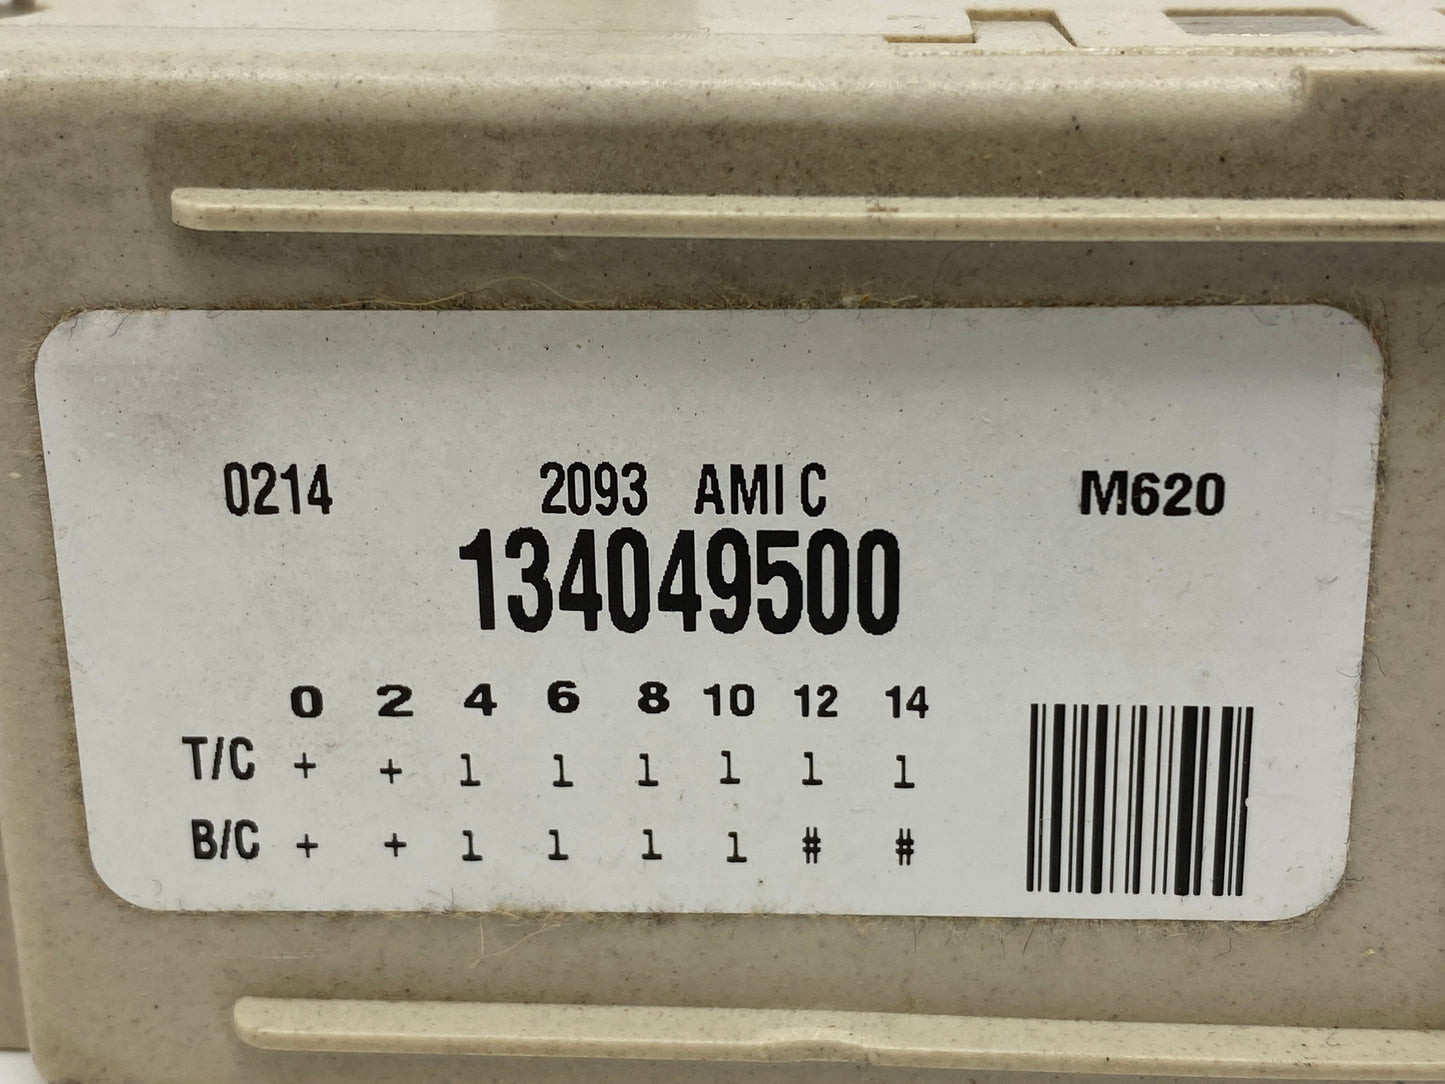 0214 2093 AMI C M620
134049500
0 2 4 6 8 10 12 14
T/C + + 1 1 1 1 1 1
B/C + + 1 1 1 1 # #